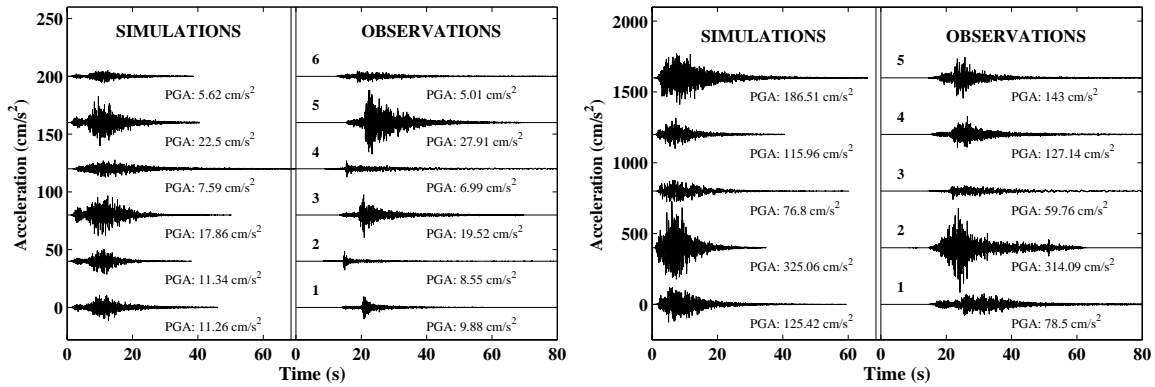 260
250
200
150
100
50
0
Acceleration (cm/s²)
SIMULATIONS
OBSERVATIONS
6
PGA: 5.62 cm/s²
PGA: 5.01 cm/s²
5
PGA: 22.5 cm/s²
PGA: 27.91 cm/s²
4
PGA: 7.59 cm/s²
PGA: 6.99 cm/s²
3
PGA: 17.86 cm/s²
PGA: 19.52 cm/s²
2
PGA: 11.34 cm/s²
PGA: 8.55 cm/s²
1
PGA: 11.26 cm/s²
PGA: 9.88 cm/s²
0 20 40 60 0 20 40 60 80
Time (s)
2100
2000
1500
1000
400
0
Acceleration (cm/s²)
SIMULATIONS
OBSERVATIONS
5
PGA: 186.51 cm/s²
PGA: 143 cm/s²
4
PGA: 115.96 cm/s²
PGA: 127.14 cm/s²
3
PGA: 76.8 cm/s²
PGA: 59.76 cm/s²
2
PGA: 325.06 cm/s²
PGA: 314.09 cm/s²
1
PGA: 125.42 cm/s²
PGA: 78.5 cm/s²
0 20 40 60 0 20 40 60 80
Time (s)